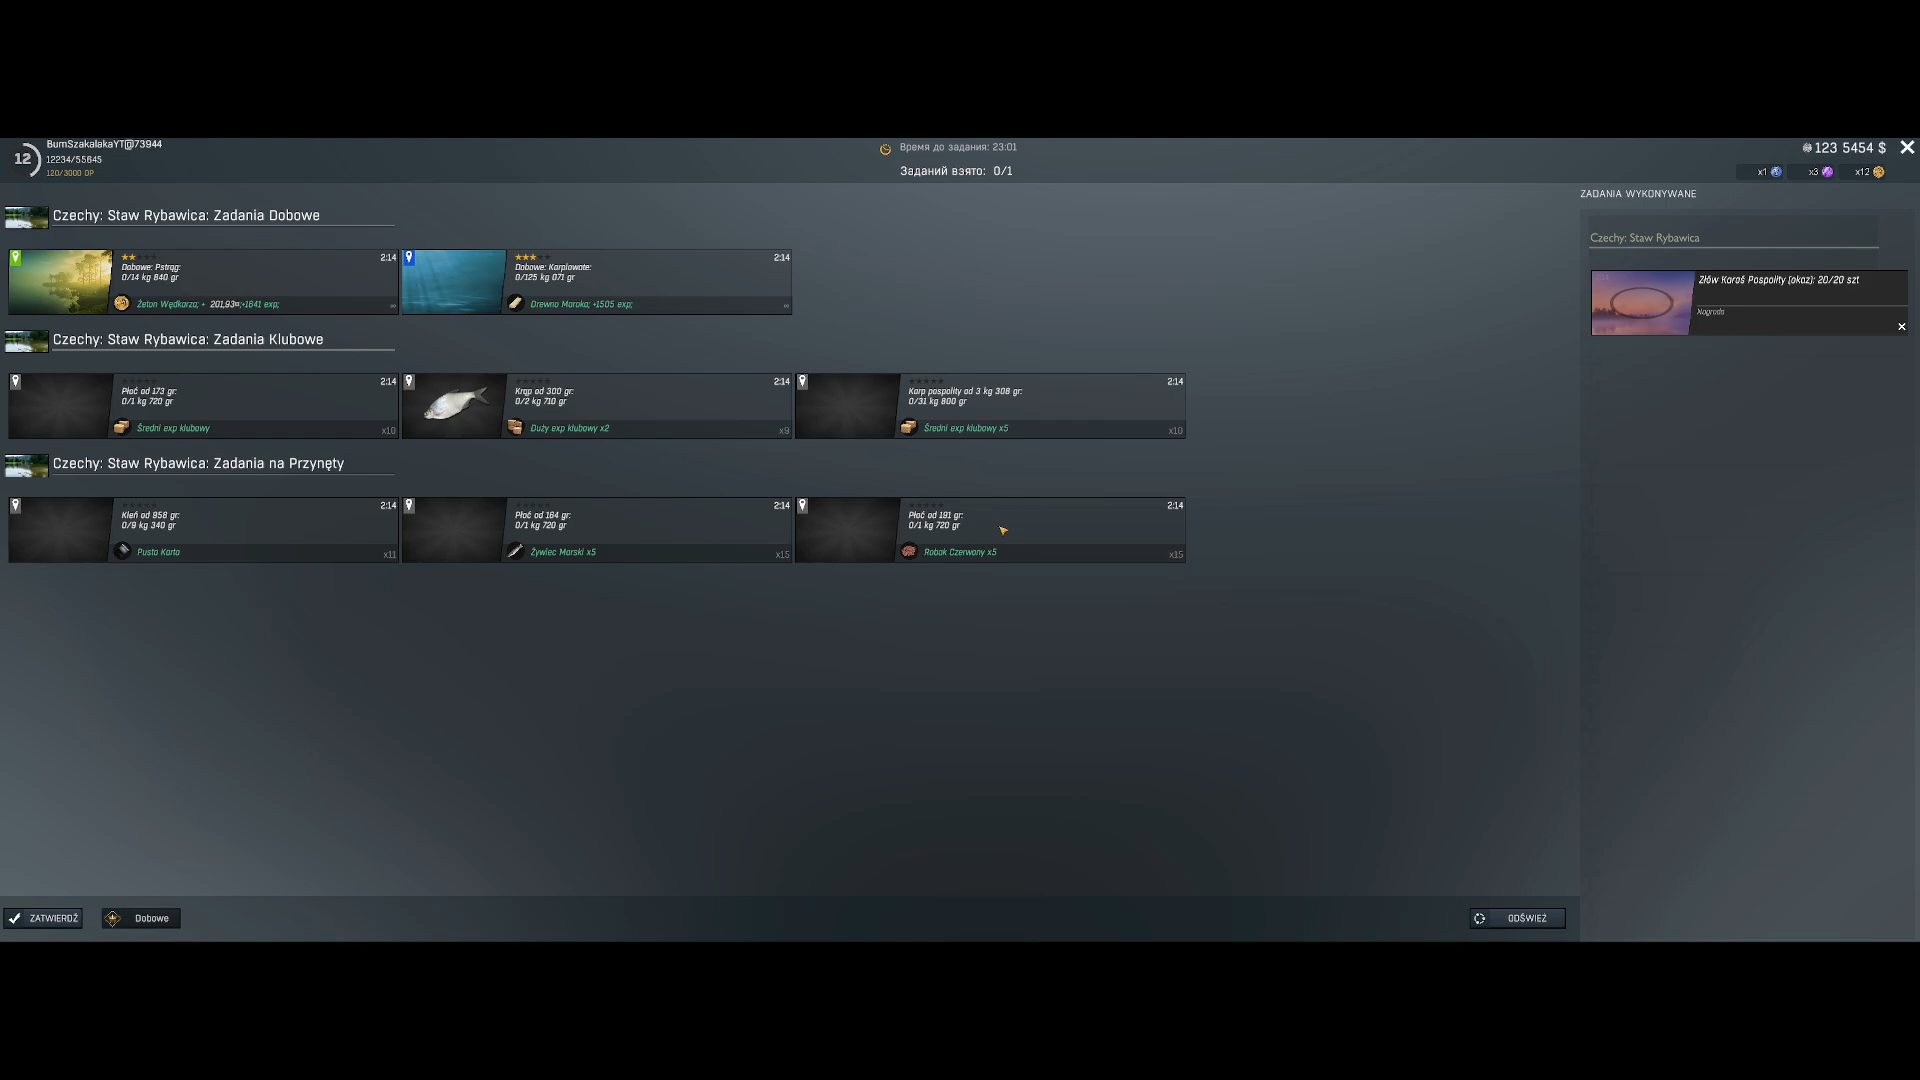 12
BumSzakalakaYT@73944
12234/55645
120/3000 DP
Время до задания: 23:01
Заданий взято: 0/1
123 5454 $
x1 x3 x12
ZADANIA WYKONYWANE
Czechy: Staw Rybawica
Złów Karaś Pospolity (okaz): 20/20 szt
Nagroda
Czechy: Staw Rybawica: Zadania Dobowe
Dobowe: Pstrąg:
0/14 kg 840 gr
2:14
Żeton Wędkarza; + 201,93¤;+1641 exp;
∞
Dobowe: Karpiowate:
0/125 kg 071 gr
2:14
Drewno Maroka; +1505 exp;
∞
Czechy: Staw Rybawica: Zadania Klubowe
Płoć od 173 gr:
0/1 kg 720 gr
2:14
Średni exp klubowy
x10
Krąp od 300 gr:
0/2 kg 710 gr
2:14
Duży exp klubowy x2
x9
Karp pospolity od 3 kg 308 gr:
0/31 kg 800 gr
2:14
Średni exp klubowy x5
x10
Czechy: Staw Rybawica: Zadania na Przynęty
Kleń od 958 gr:
0/9 kg 340 gr
2:14
Pusta Karta
x11
Płoć od 164 gr:
0/1 kg 720 gr
2:14
Żywiec Morski x5
x15
Płoć od 191 gr:
0/1 kg 720 gr
2:14
Robak Czerwony x5
x15
ZATWIERDŹ
Dobowe
ODŚWIEŻ